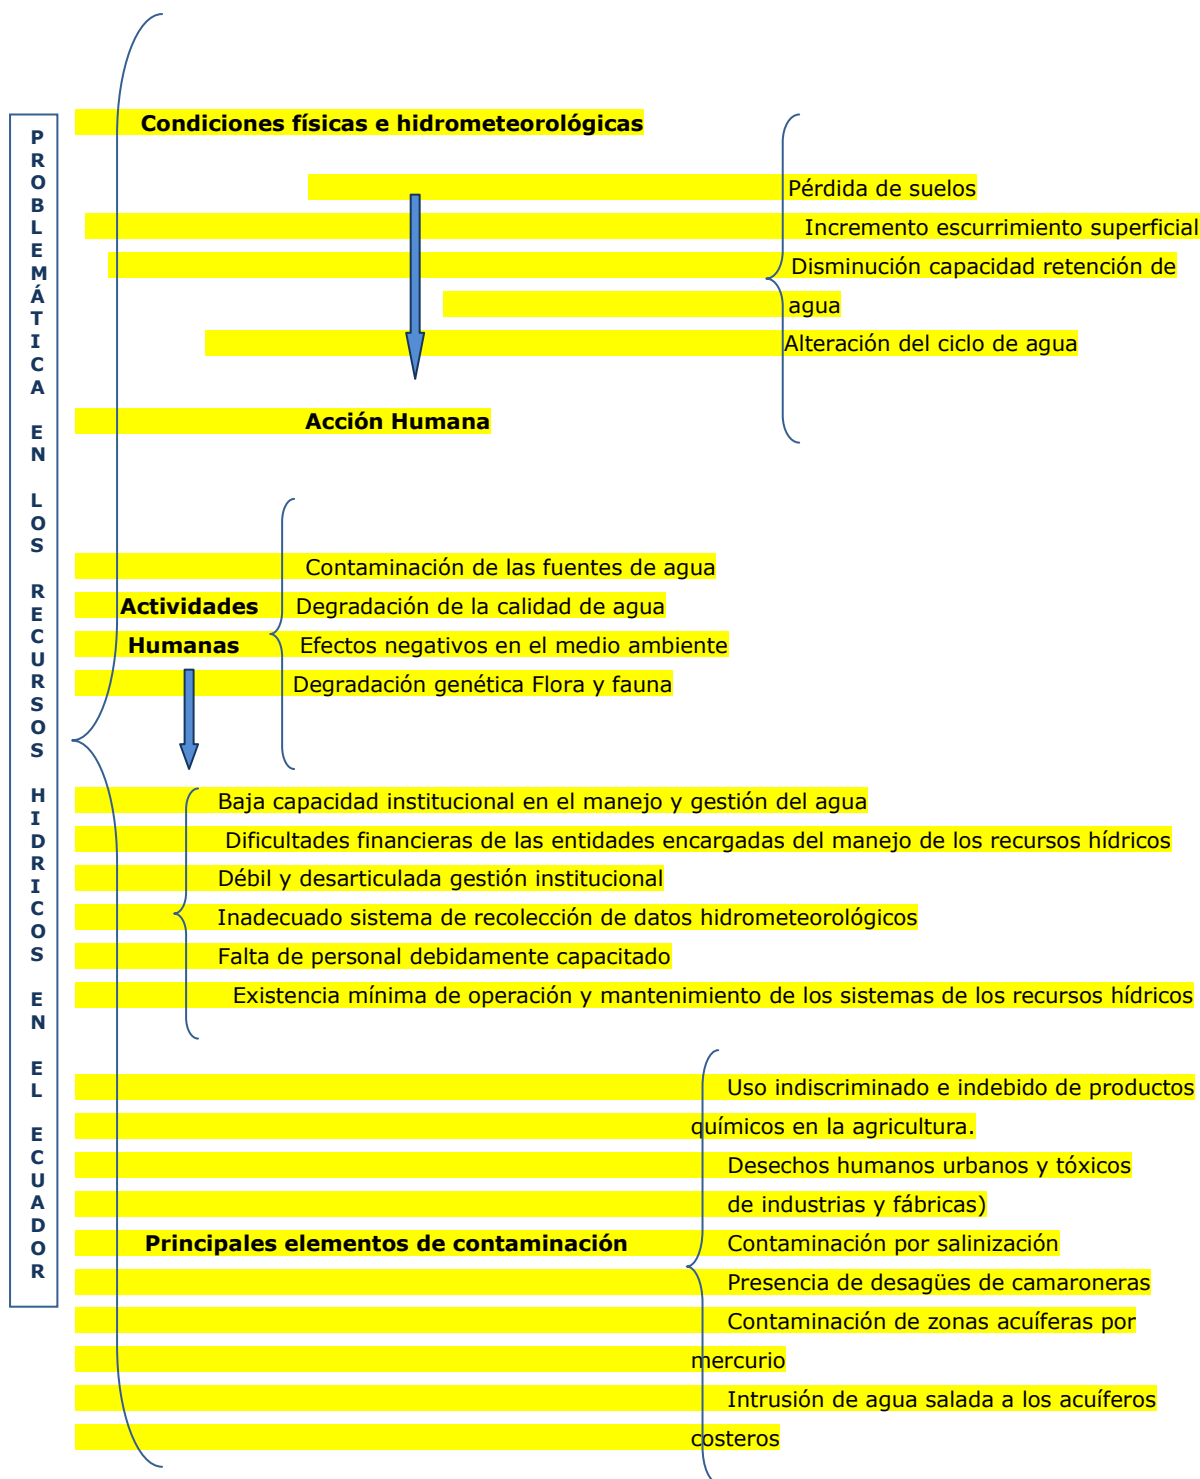 PROBLEMÁTICA EN LOS RECURSOS HIDRICOS EN EL ECUADOR
Condiciones físicas e hidrometeorológicas
Pérdida de suelos
Incremento escurrimiento superficial
Disminución capacidad retención de
agua
Alteración del ciclo de agua
Acción Humana
Contaminación de las fuentes de agua
Actividades Degradación de la calidad de agua
Humanas Efectos negativos en el medio ambiente
Degradación genética Flora y fauna
Baja capacidad institucional en el manejo y gestión del agua
Dificultades financieras de las entidades encargadas del manejo de los recursos hídricos
Débil y desarticulada gestión institucional
Inadecuado sistema de recolección de datos hidrometeorológicos
Falta de personal debidamente capacitado
Existencia mínima de operación y mantenimiento de los sistemas de los recursos hídricos
Uso indiscriminado e indebido de productos
químicos en la agricultura.
Desechos humanos urbanos y tóxicos
de industrias y fábricas)
Principales elementos de contaminación Contaminación por salinización
Presencia de desagües de camaroneras
Contaminación de zonas acuíferas por
mercurio
Intrusión de agua salada a los acuíferos
costeros